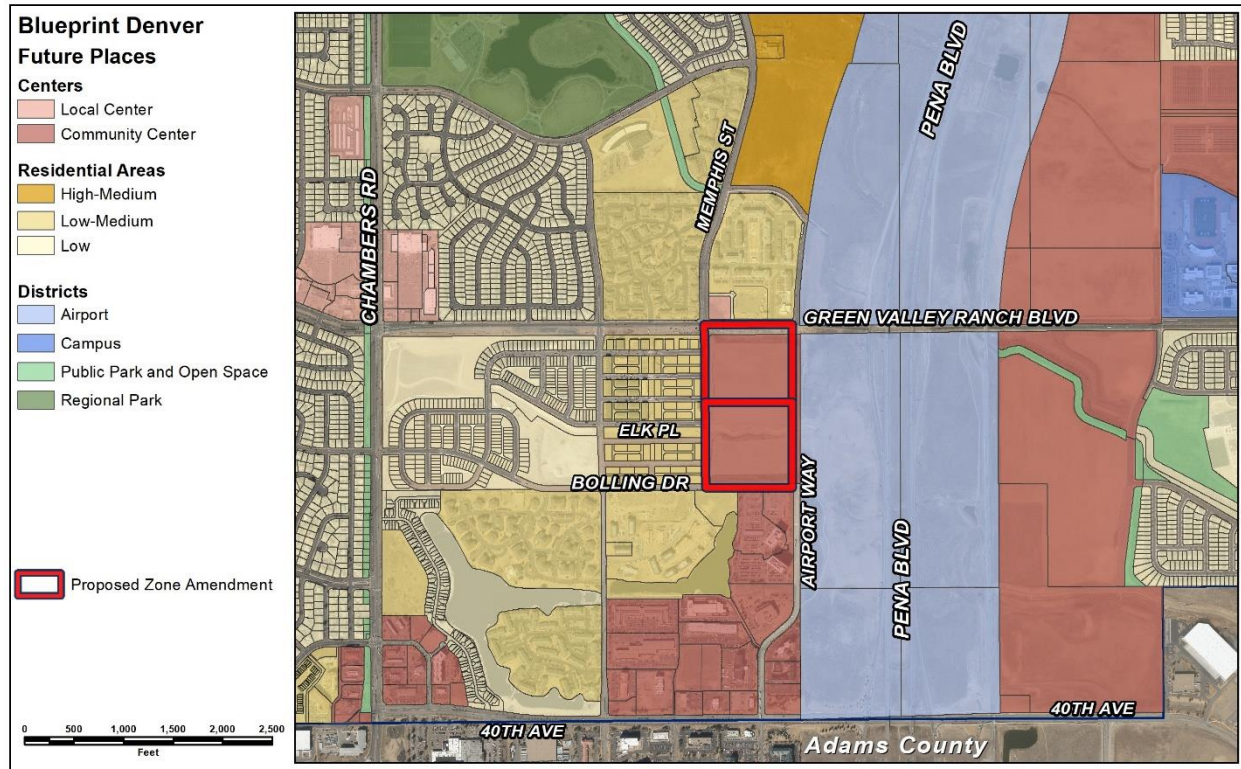 Blueprint Denver
Future Places
Centers
Local Center
Community Center
Residential Areas
High-Medium
Low-Medium
Low
Districts
Airport
Campus
Public Park and Open Space
Regional Park
Proposed Zone Amendment
0 500 1,000 1,500 2,000 2,500
Feet
PENA BLVD
MEMPHIS ST
CHAMBERS RD
GREEN VALLEY RANCH BLVD
ELK PL
BOLLING DR
AIRPORT WAY
PENA BLVD
40TH AVE
40TH AVE
Adams County